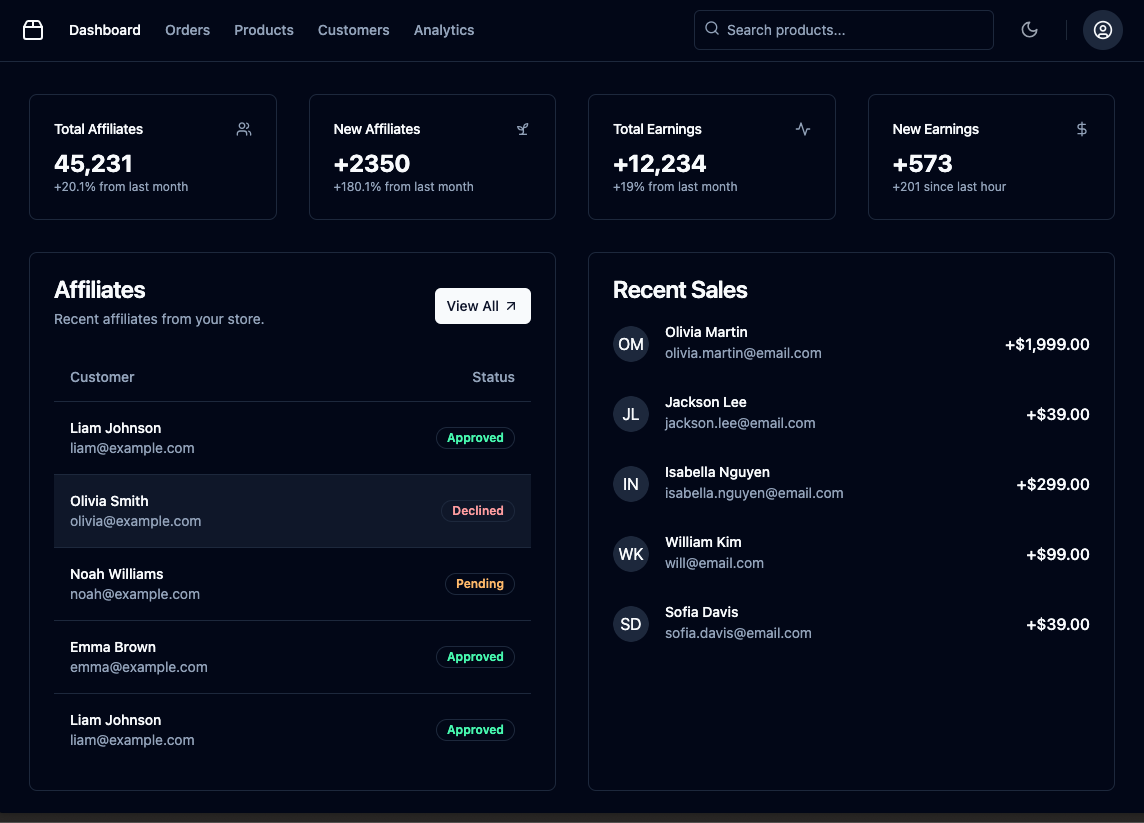 Dashboard Orders Products Customers Analytics Search products...
Total Affiliates
45,231
+20.1% from last month
New Affiliates
+2350
+180.1% from last month
Total Earnings
+12,234
+19% from last month
New Earnings
+573
+201 since last hour
Affiliates
Recent affiliates from your store.
View All
Customer Status
Liam Johnson
liam@example.com
Approved
Olivia Smith
olivia@example.com
Declined
Noah Williams
noah@example.com
Pending
Emma Brown
emma@example.com
Approved
Liam Johnson
liam@example.com
Approved
Recent Sales
OM
Olivia Martin
olivia.martin@email.com
+$1,999.00
JL
Jackson Lee
jackson.lee@email.com
+$39.00
IN
Isabella Nguyen
isabella.nguyen@email.com
+$299.00
WK
William Kim
will@email.com
+$99.00
SD
Sofia Davis
sofia.davis@email.com
+$39.00